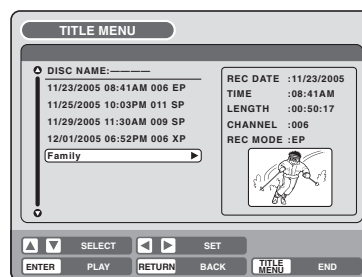 TITLE MENU
DISC NAME:————
11/23/2005 08:41AM 006 EP
11/25/2005 10:03PM 011 SP
11/29/2005 11:30AM 009 SP
12/01/2005 06:52PM 006 XP
Family
REC DATE :11/23/2005
TIME :08:41AM
LENGTH :00:50:17
CHANNEL :006
REC MODE :EP
SELECT SET
ENTER PLAY RETURN BACK TITLE MENU END